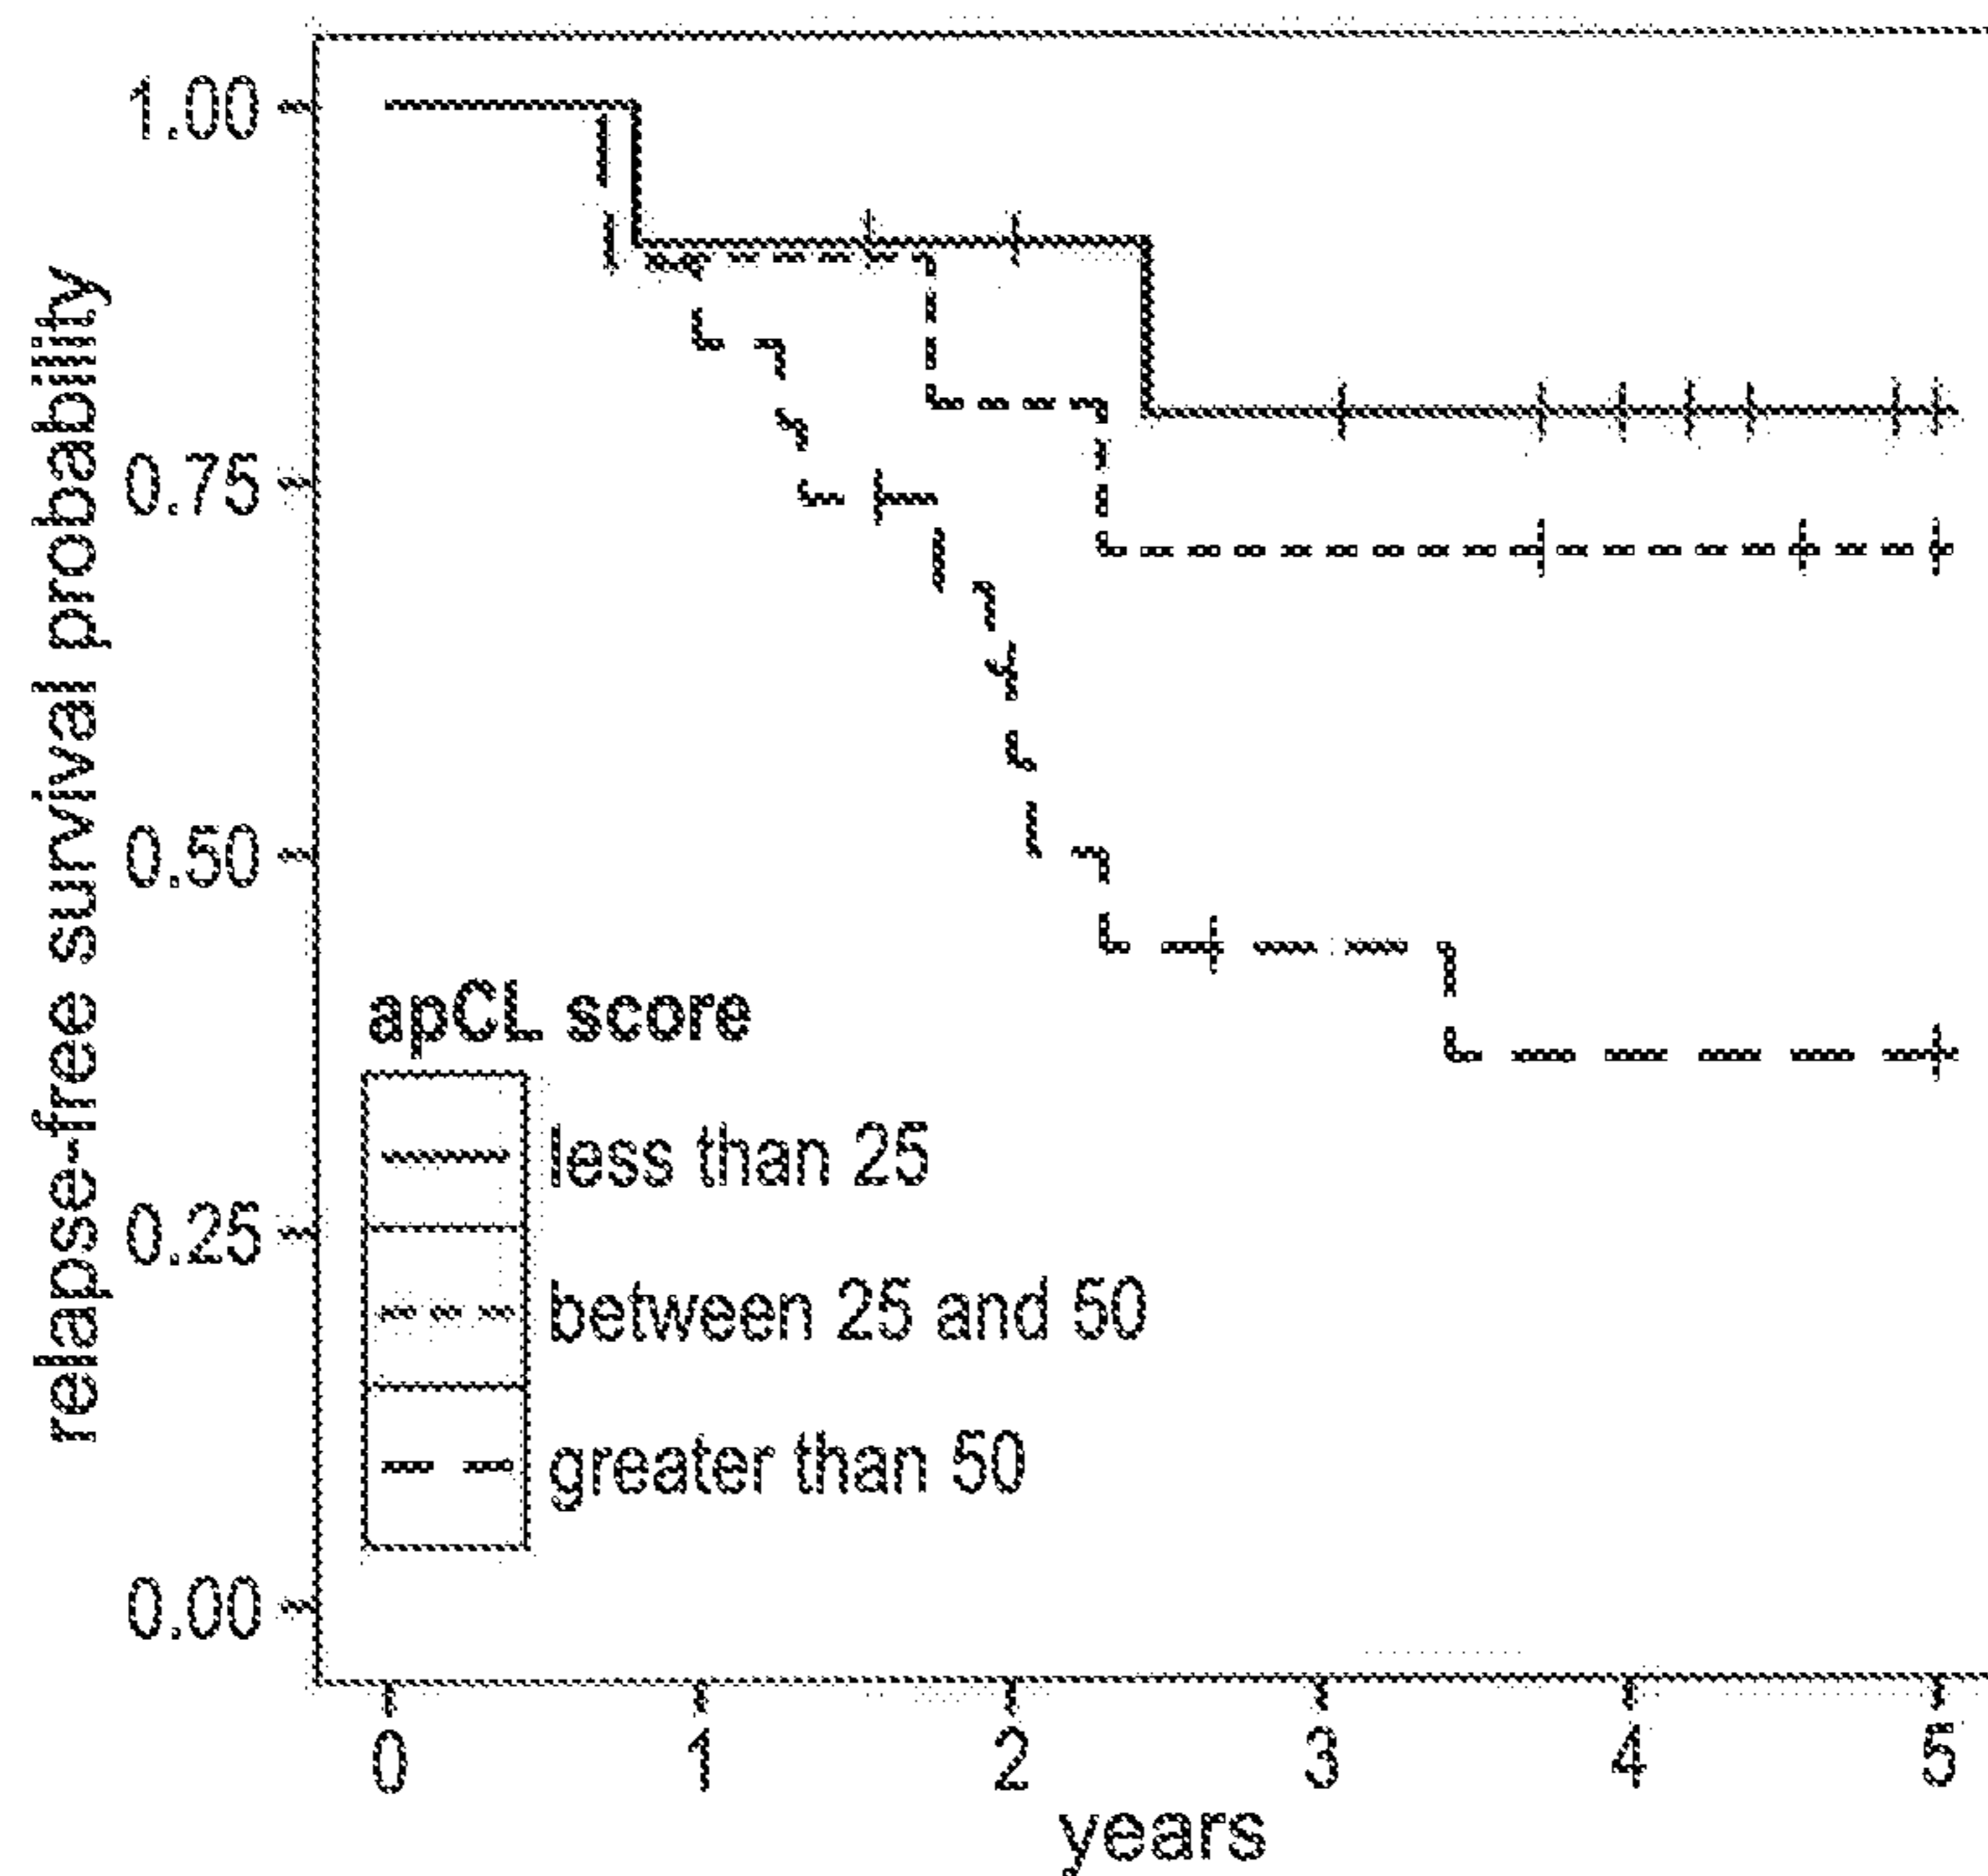 relapse-free survival probability
1.00
0.75
0.50
0.25
0.00
apCL score
less than 25
between 25 and 50
greater than 50
0 1 2 3 4 5
years